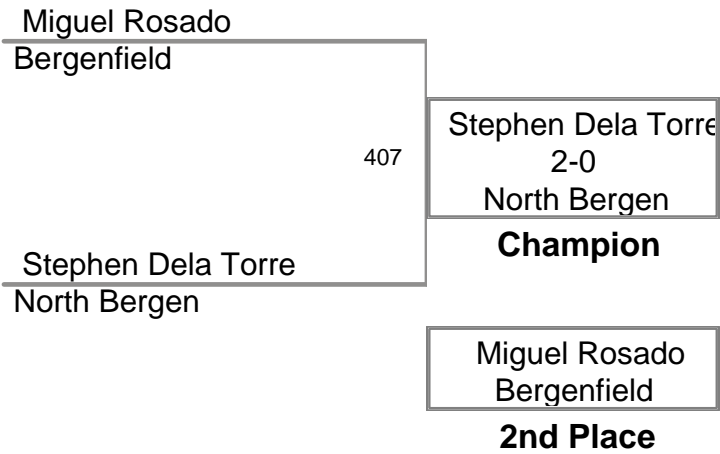 Miguel Rosado
Bergenfield
407
Stephen Dela Torre
North Bergen
Stephen Dela Torre
2-0
North Bergen
Champion
Miguel Rosado
Bergenfield
2nd Place